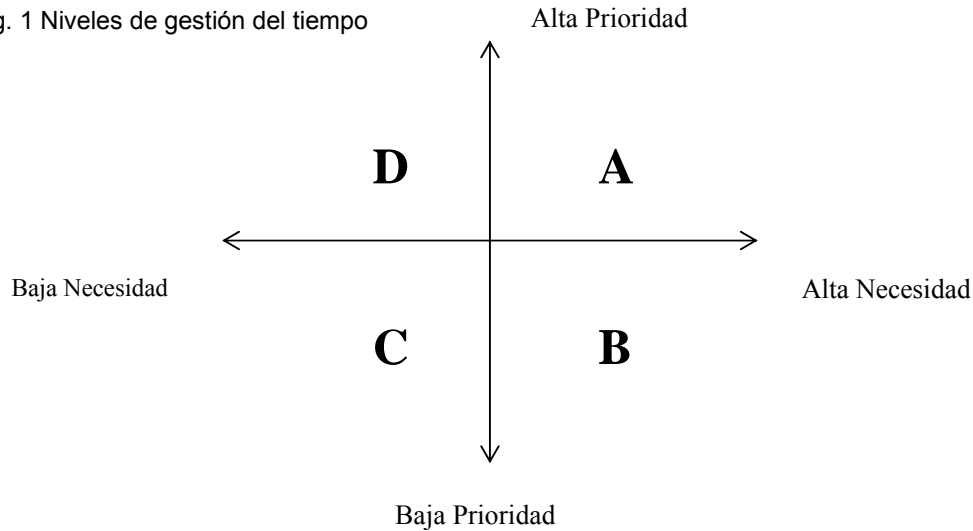 g. 1 Niveles de gestión del tiempo
Alta Prioridad
D A
Baja Necesidad Alta Necesidad
C B
Baja Prioridad